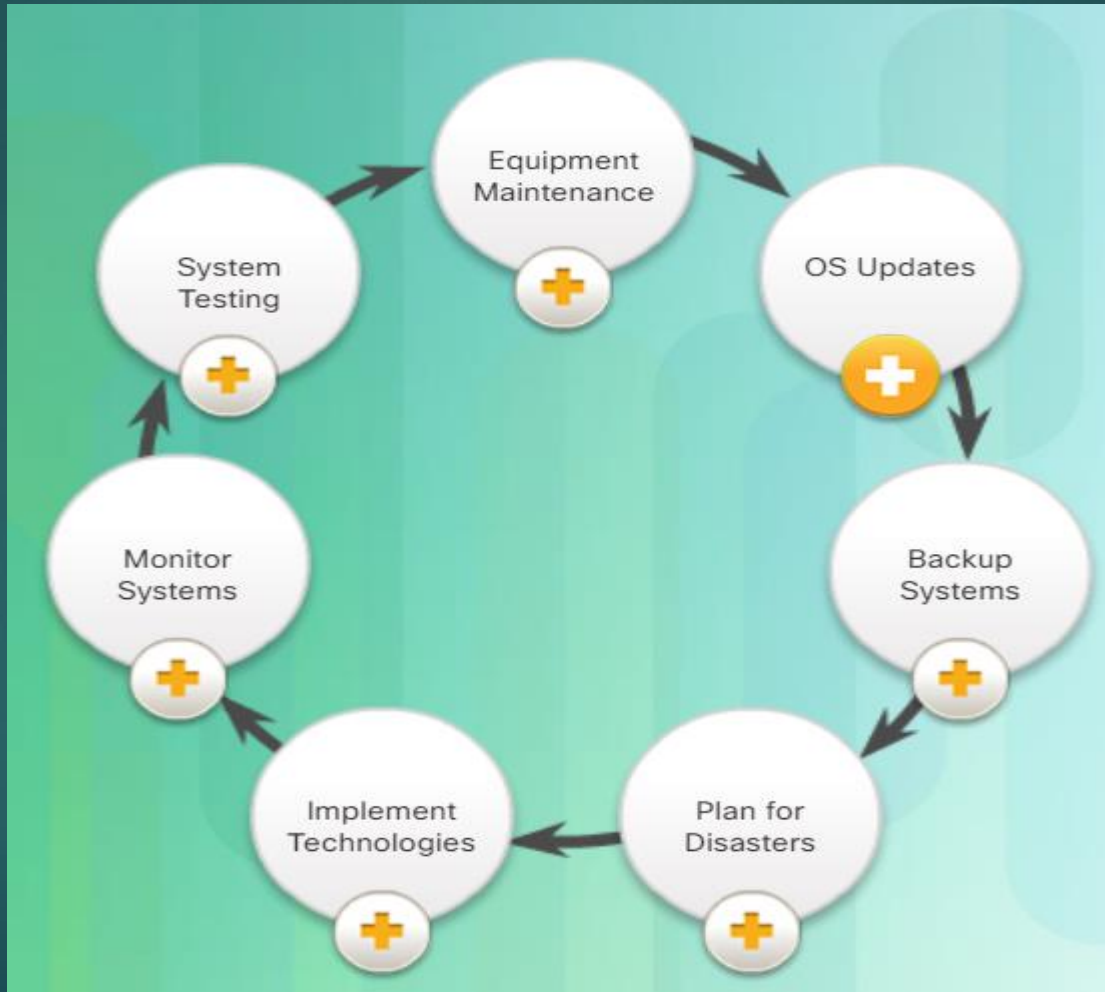 Equipment
Maintenance
OS Updates
Backup
Systems
Plan for
Disasters
Implement
Technologies
Monitor
Systems
System
Testing